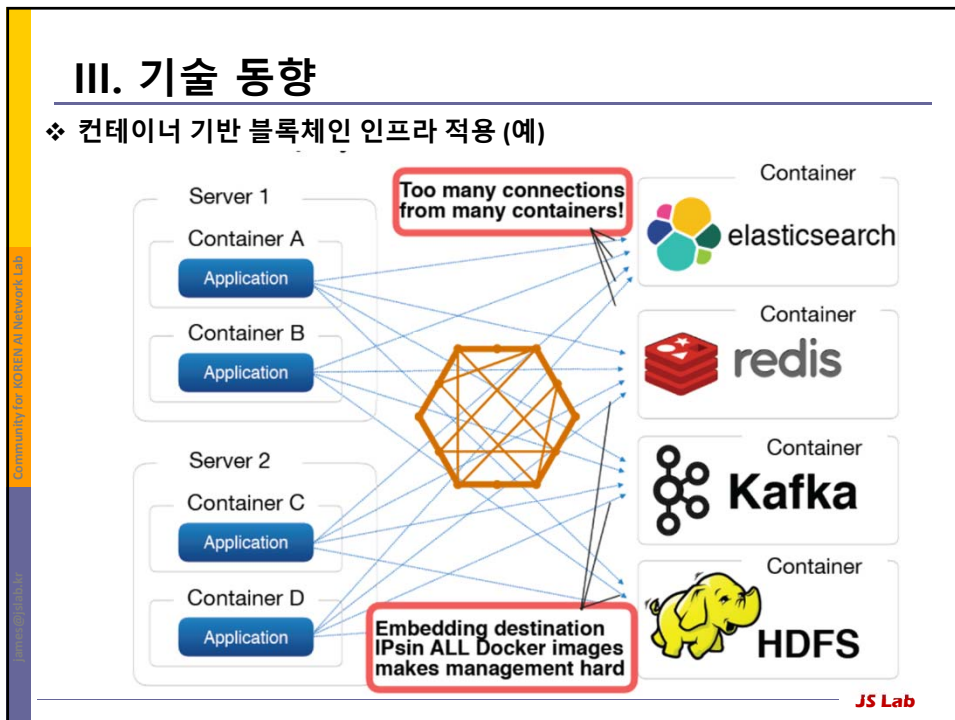 III. 기술 동향
❖ 컨테이너 기반 블록체인 인프라 적용 (예)
Server 1
Container A
Application
Container B
Application
Server 2
Container C
Application
Container D
Application
Too many connections
from many containers!
Embedding destination
IPsin ALL Docker images
makes management hard
Container
elasticsearch
Container
redis
Container
Kafka
Container
HDFS
Community for KOREN AI Network Lab
james@jslab.kr
JS Lab